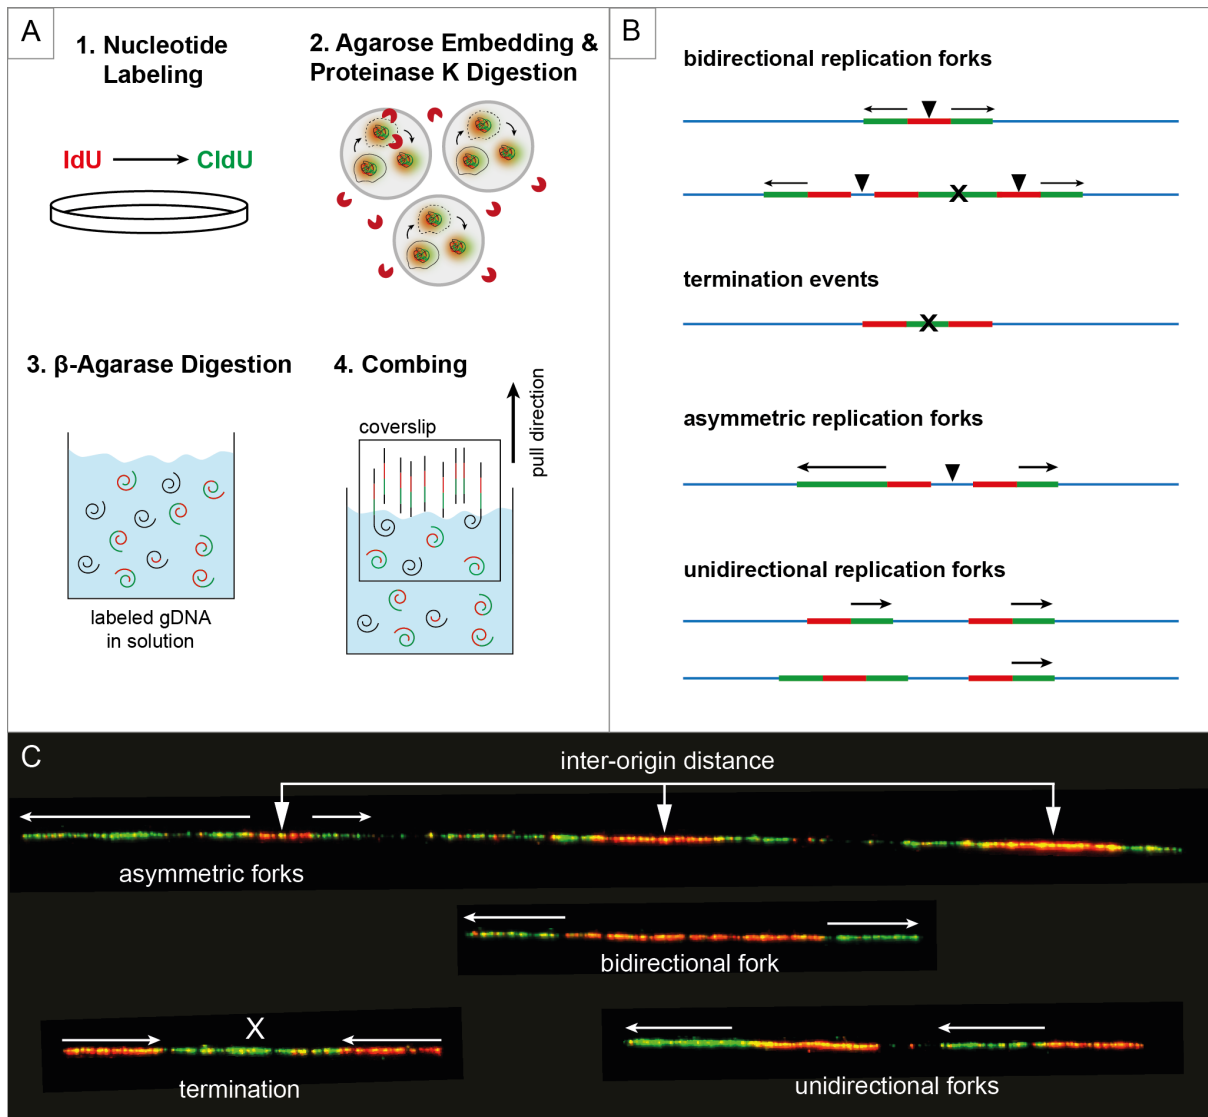 A
1. Nucleotide
Labeling
IdU
CldU
2. Agarose Embedding &
Proteinase K Digestion
3. β-Agarase Digestion
labeled gDNA
in solution
4. Combing
coverslip
pull direction
B
bidirectional replication forks
X
termination events
X
asymmetric replication forks
unidirectional replication forks
C
inter-origin distance
asymmetric forks
bidirectional fork
X
termination
unidirectional forks